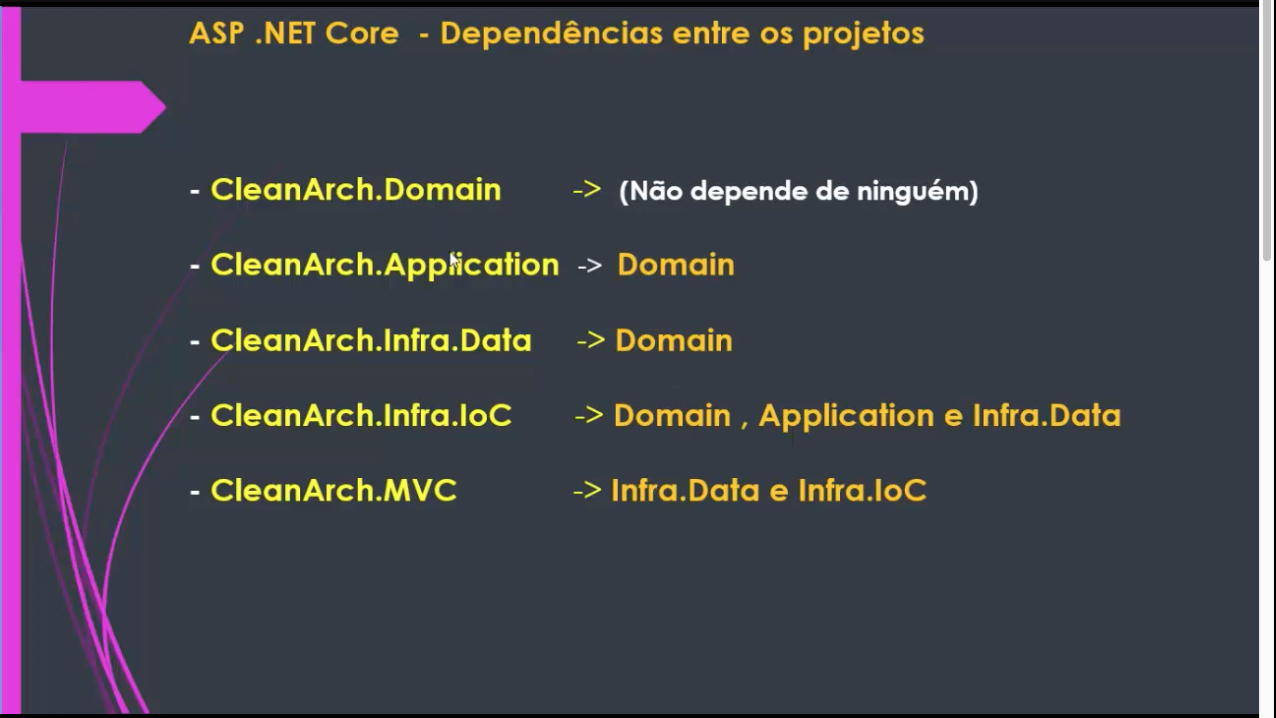 ASP .NET Core - Dependências entre os projetos
- CleanArch.Domain -> (Não depende de ninguém)
- CleanArch.Application -> Domain
- CleanArch.Infra.Data -> Domain
- CleanArch.Infra.IoC -> Domain , Application e Infra.Data
- CleanArch.MVC -> Infra.Data e Infra.IoC